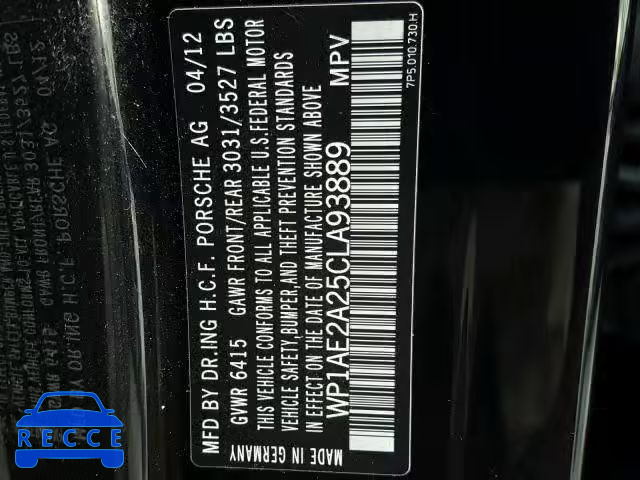 MFD BY DR.ING H.C.F. PORSCHE AG 04/12
GVWR 6415 GAWR FRONT/REAR 3031/3527 LBS
THIS VEHICLE CONFORMS TO ALL APPLICABLE U.S.FEDERAL MOTOR
VEHICLE SAFETY,BUMPER,AND THEFT PREVENTION STANDARDS
IN EFFECT ON THE DATE OF MANUFACTURE SHOWN ABOVE
WP1AE2A25CLA93889 MPV
MADE IN GERMANY
7P5.010.730.H
RECCE.PRO